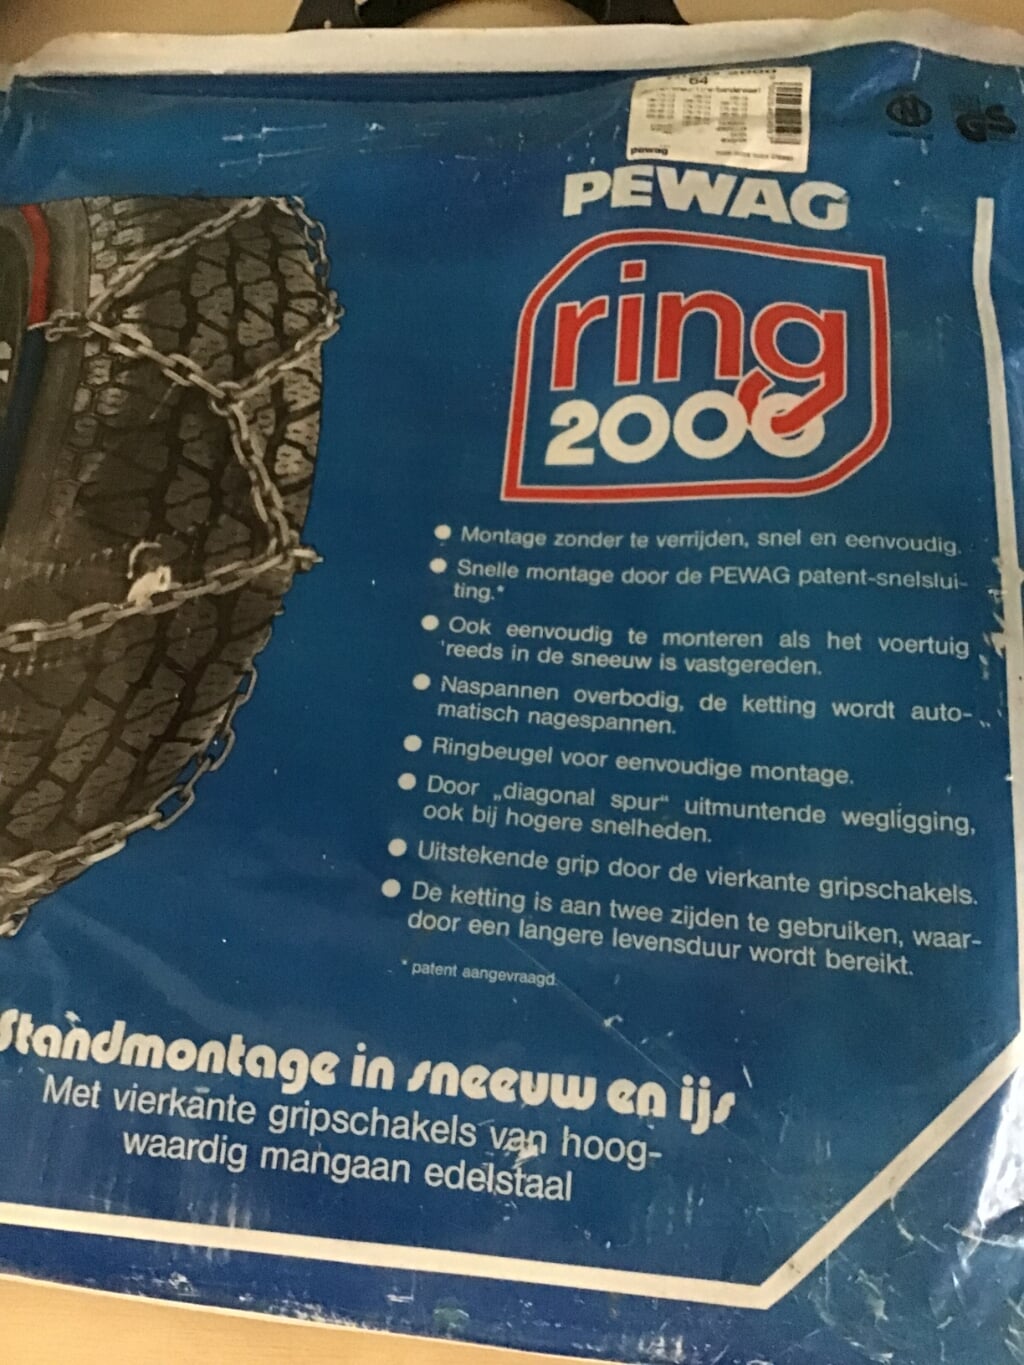 64
pewag
PEWAG
ring
2000
GS
Montage zonder te verrijden, snel en eenvoudig.
Snelle montage door de PEWAG patent-snelslui-
ting.*
Ook eenvoudig te monteren als het voertuig
reeds in de sneeuw is vastgereden.
Naspannen overbodig, de ketting wordt auto-
matisch nagespannen.
Ringbeugel voor eenvoudige montage.
Door „diagonal spur“ uitmuntende wegligging,
ook bij hogere snelheden.
Uitstekende grip door de vierkante gripschakels.
De ketting is aan twee zijden te gebruiken, waar-
door een langere levensduur wordt bereikt.
* patent aangevraagd.
Standmontage in sneeuw en ijs
Met vierkante gripschakels van hoog-
waardig mangaan edelstaal